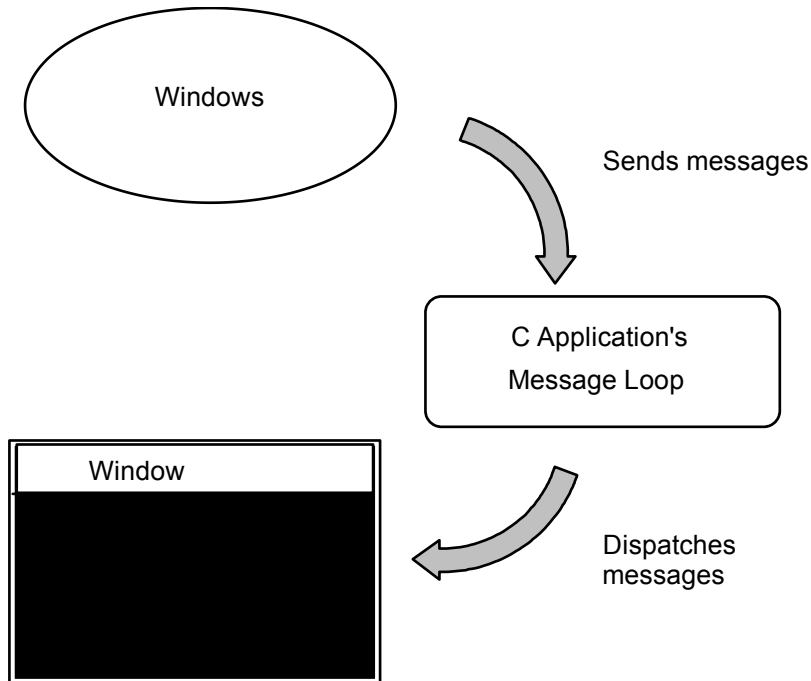 Windows
Sends messages
C Application's
Message Loop
Window
Dispatches
messages